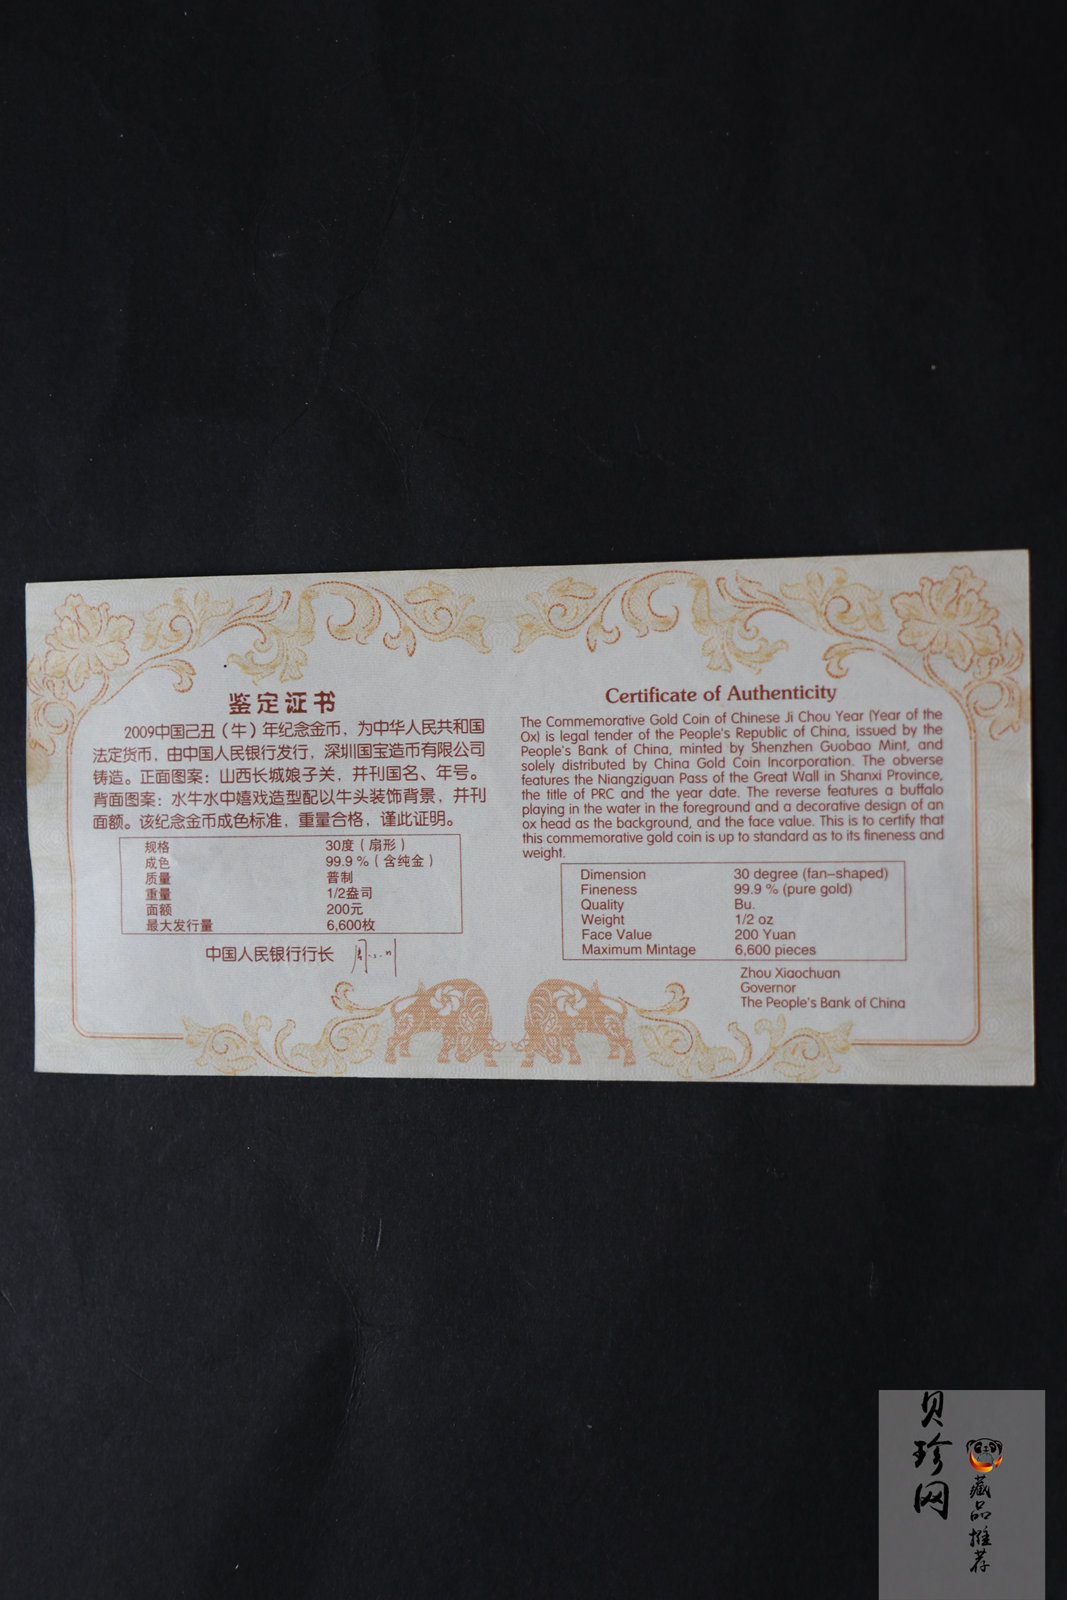 鉴定证书
2009中国己丑（牛）年纪念金币，为中华人民共和国
法定货币，由中国人民银行发行，深圳国宝造币有限公司
铸造。正面图案：山西长城娘子关，并刊国名、年号。
背面图案：水牛水中嬉戏造型配以牛头装饰背景，并刊
面额。该纪念金币成色标准，重量合格，谨此证明。
规格 30度（扇形）
成色 99.9％（含纯金）
质量 普制
重量 1/2盎司
面额 200元
最大发行量 6,600枚
中国人民银行行长
Certificate of Authenticity
The Commemorative Gold Coin of Chinese Ji Chou Year (Year of the
Ox) is legal tender of the People's Republic of China, issued by the
People's Bank of China, minted by Shenzhen Guobao Mint, and
solely distributed by China Gold Coin Incorporation. The obverse
features the Niangziguan Pass of the Great Wall in Shanxi Province,
the title of PRC and the year date. The reverse features a buffalo
playing in the water in the foreground and a decorative design of an
ox head as the background, and the face value. This is to certify that
this commemorative gold coin is up to standard as to its fineness and
weight.
Dimension 30 degree (fan-shaped)
Fineness 99.9 % (pure gold)
Quality Bu.
Weight 1/2 oz
Face Value 200 Yuan
Maximum Mintage 6,600 pieces
Zhou Xiaochuan
Governor
The People's Bank of China
贝珍网
藏品推荐